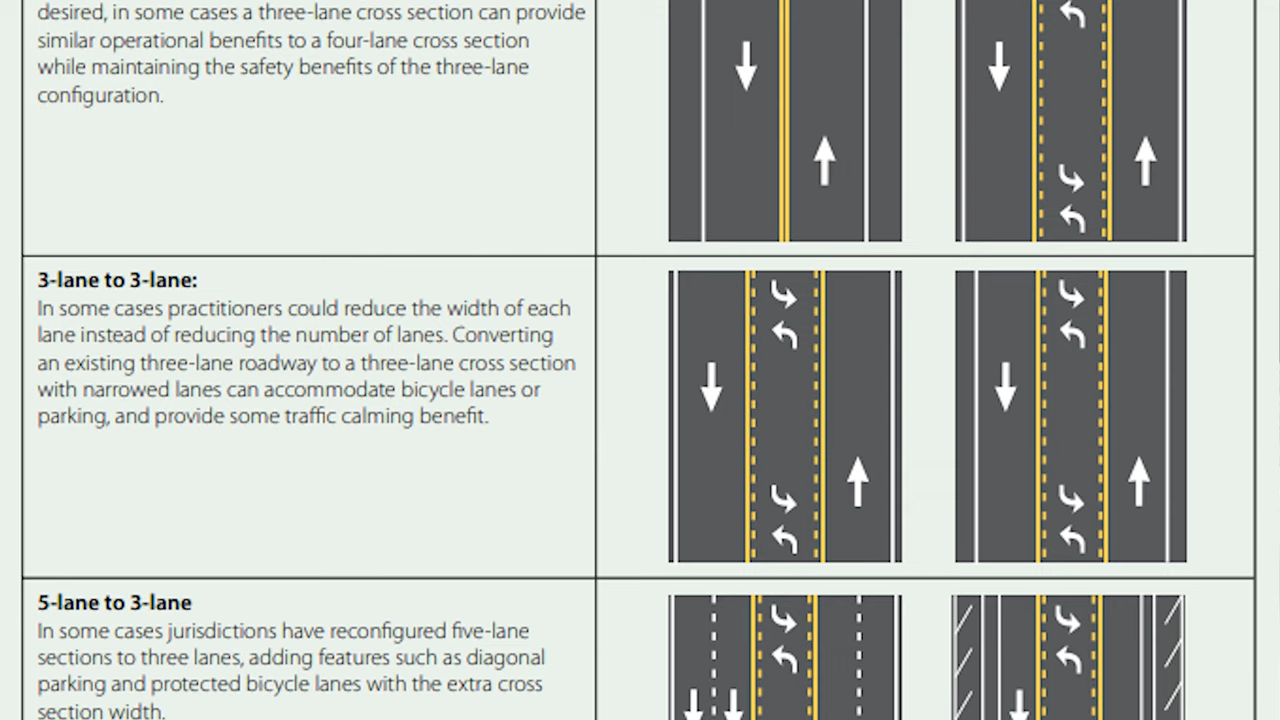 desired, in some cases a three-lane cross section can provide
similar operational benefits to a four-lane cross section
while maintaining the safety benefits of the three-lane
configuration.
3-lane to 3-lane:
In some cases practitioners could reduce the width of each
lane instead of reducing the number of lanes. Converting
an existing three-lane roadway to a three-lane cross section
with narrowed lanes can accommodate bicycle lanes or
parking, and provide some traffic calming benefit.
5-lane to 3-lane
In some cases jurisdictions have reconfigured five-lane
sections to three lanes, adding features such as diagonal
parking and protected bicycle lanes with the extra cross
section width.